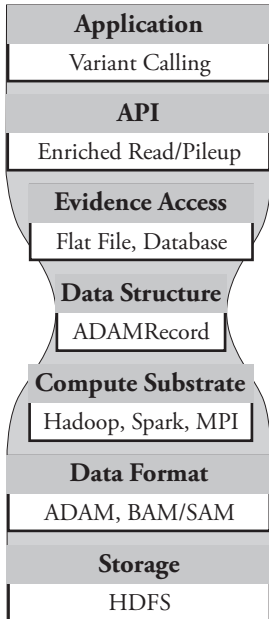 Application
Variant Calling
API
Enriched Read/Pileup
Evidence Access
Flat File, Database
Data Structure
ADAMRecord
Compute Substrate
Hadoop, Spark, MPI
Data Format
ADAM, BAM/SAM
Storage
HDFS